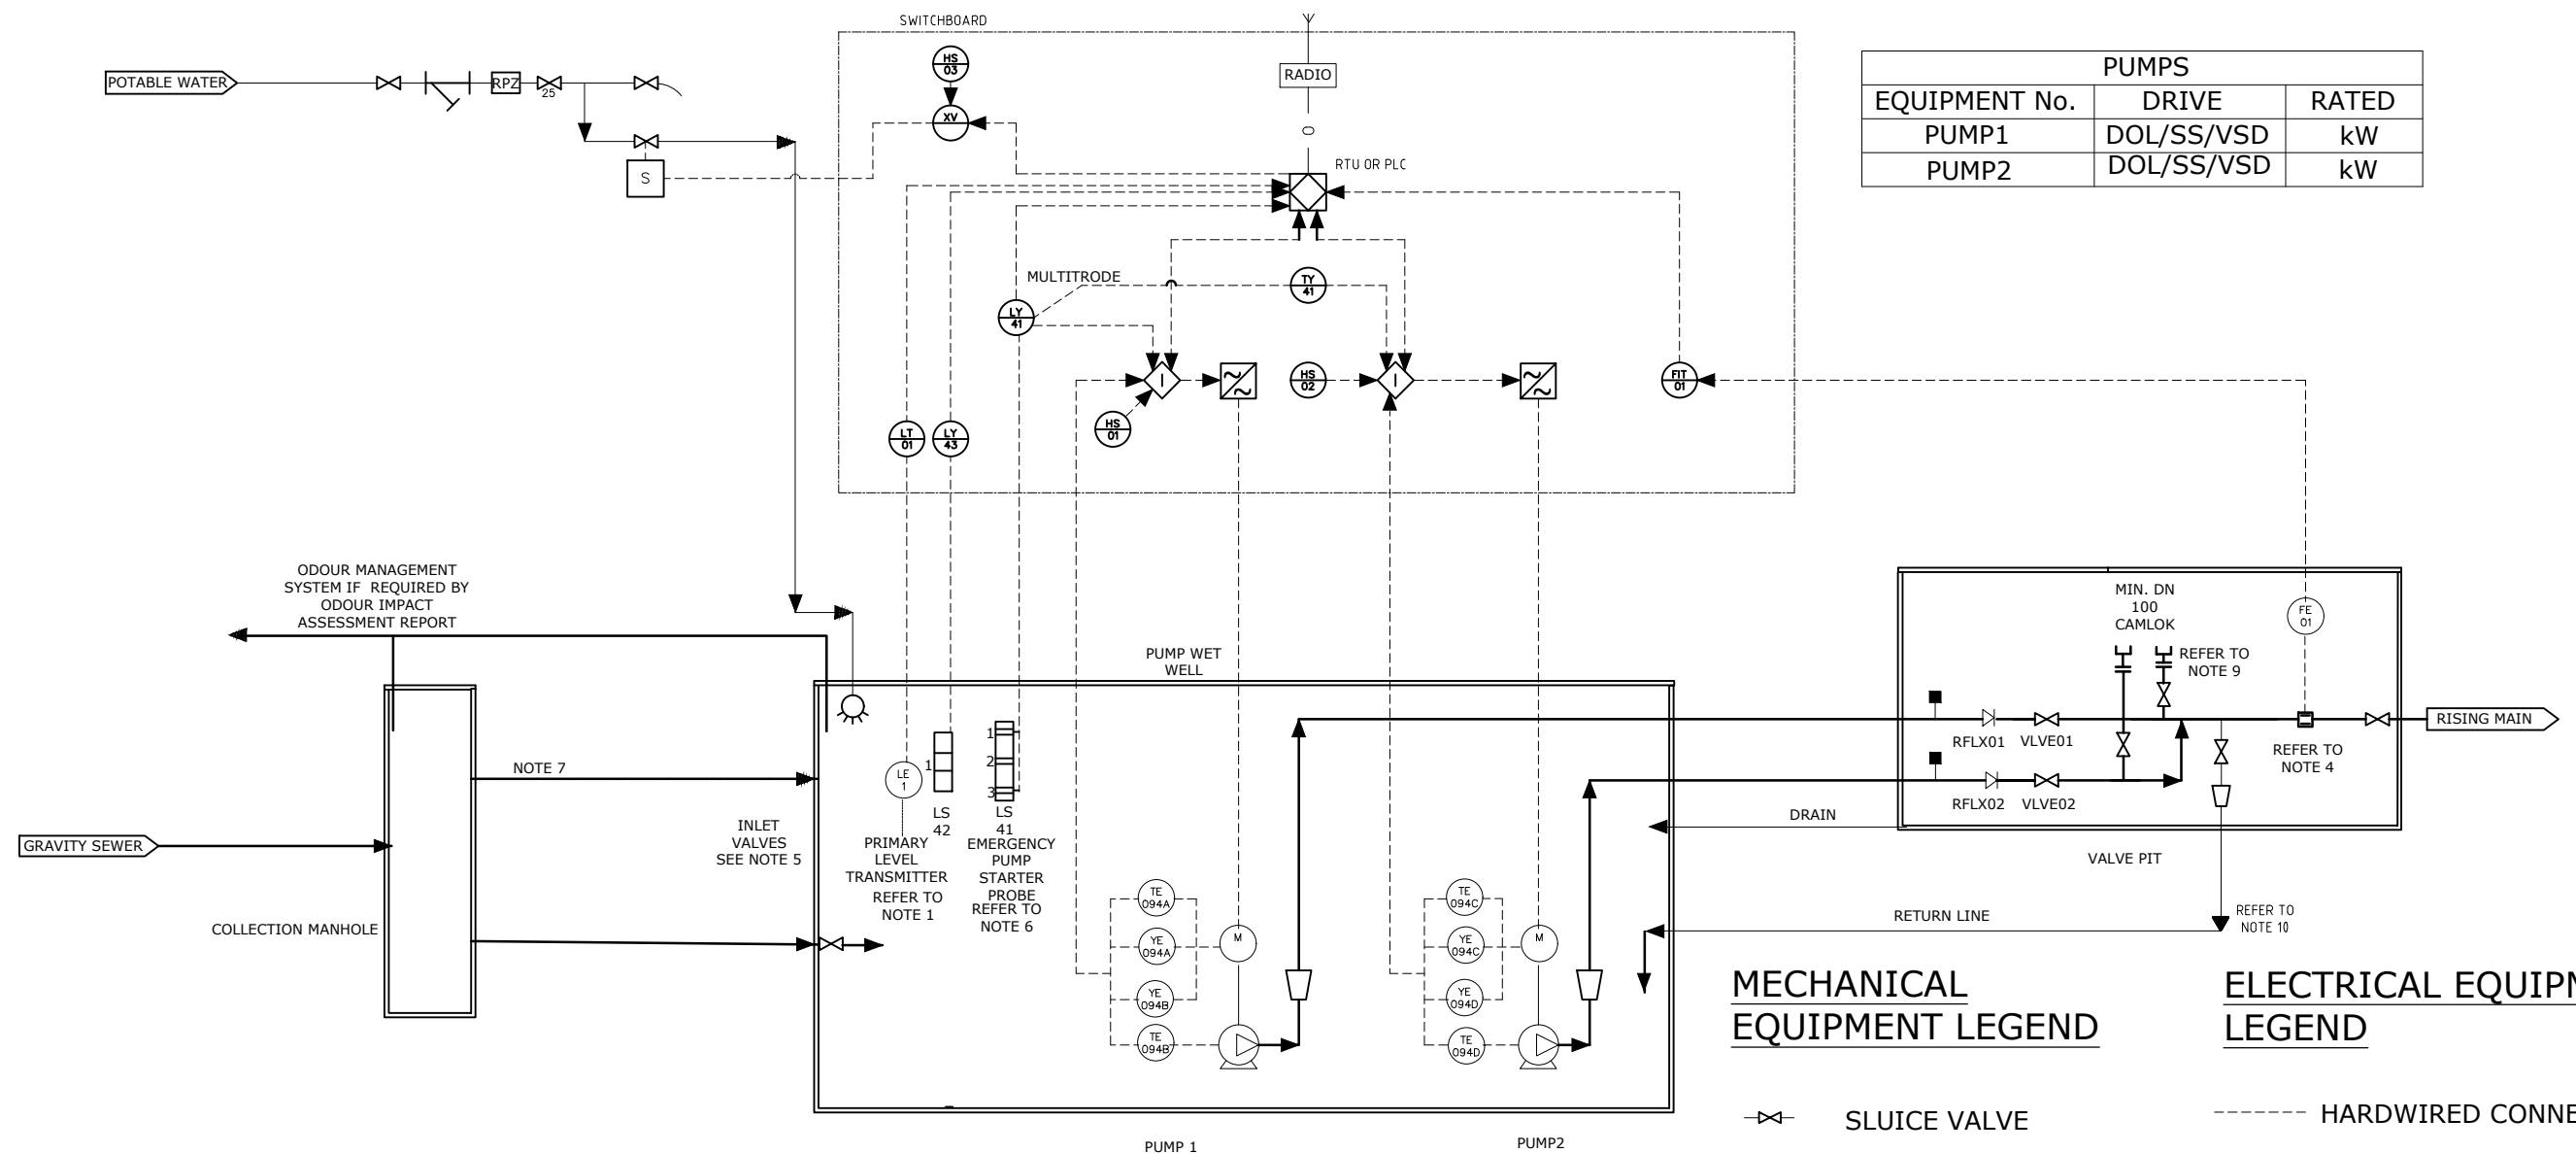 SWITCHBOARD
POTABLE WATER
RPZ
25
S
HS
03
XV
RADIO
O
RTU OR PLC
PUMPS
EQUIPMENT No.
DRIVE
RATED
PUMP1
DOL/SS/VSD
kW
PUMP2
DOL/SS/VSD
kW
MULTITRODE
TY
41
LY
41
I
HS
02
I
FIT
01
HS
01
LT
01
LY
43
ODOUR MANAGEMENT
SYSTEM IF REQUIRED BY
ODOUR IMPACT
ASSESSMENT REPORT
PUMP WET
WELL
MIN. DN
100
CAMLOK
FE
01
REFER TO
NOTE 9
RISING MAIN
RFLX01
VLVE01
REFER TO
NOTE 4
RFLX02
VLVE02
NOTE 7
LE
1
1
LS
42
1
2
3
LS
41
EMERGENCY
PUMP
STARTER
PROBE
REFER TO
NOTE 6
PRIMARY
LEVEL
TRANSMITTER
REFER TO
NOTE 1
INLET
VALVES
SEE NOTE 5
GRAVITY SEWER
COLLECTION MANHOLE
DRAIN
VALVE PIT
RETURN LINE
REFER TO
NOTE 10
TE
094A
YE
094A
YE
094B
TE
094B
M
TE
094C
YE
094C
YE
094D
TE
094D
M
MECHANICAL
EQUIPMENT LEGEND
ELECTRICAL EQUIPM
LEGEND
SLUICE VALVE
HARDWIRED CONNE
PUMP 1
PUMP2